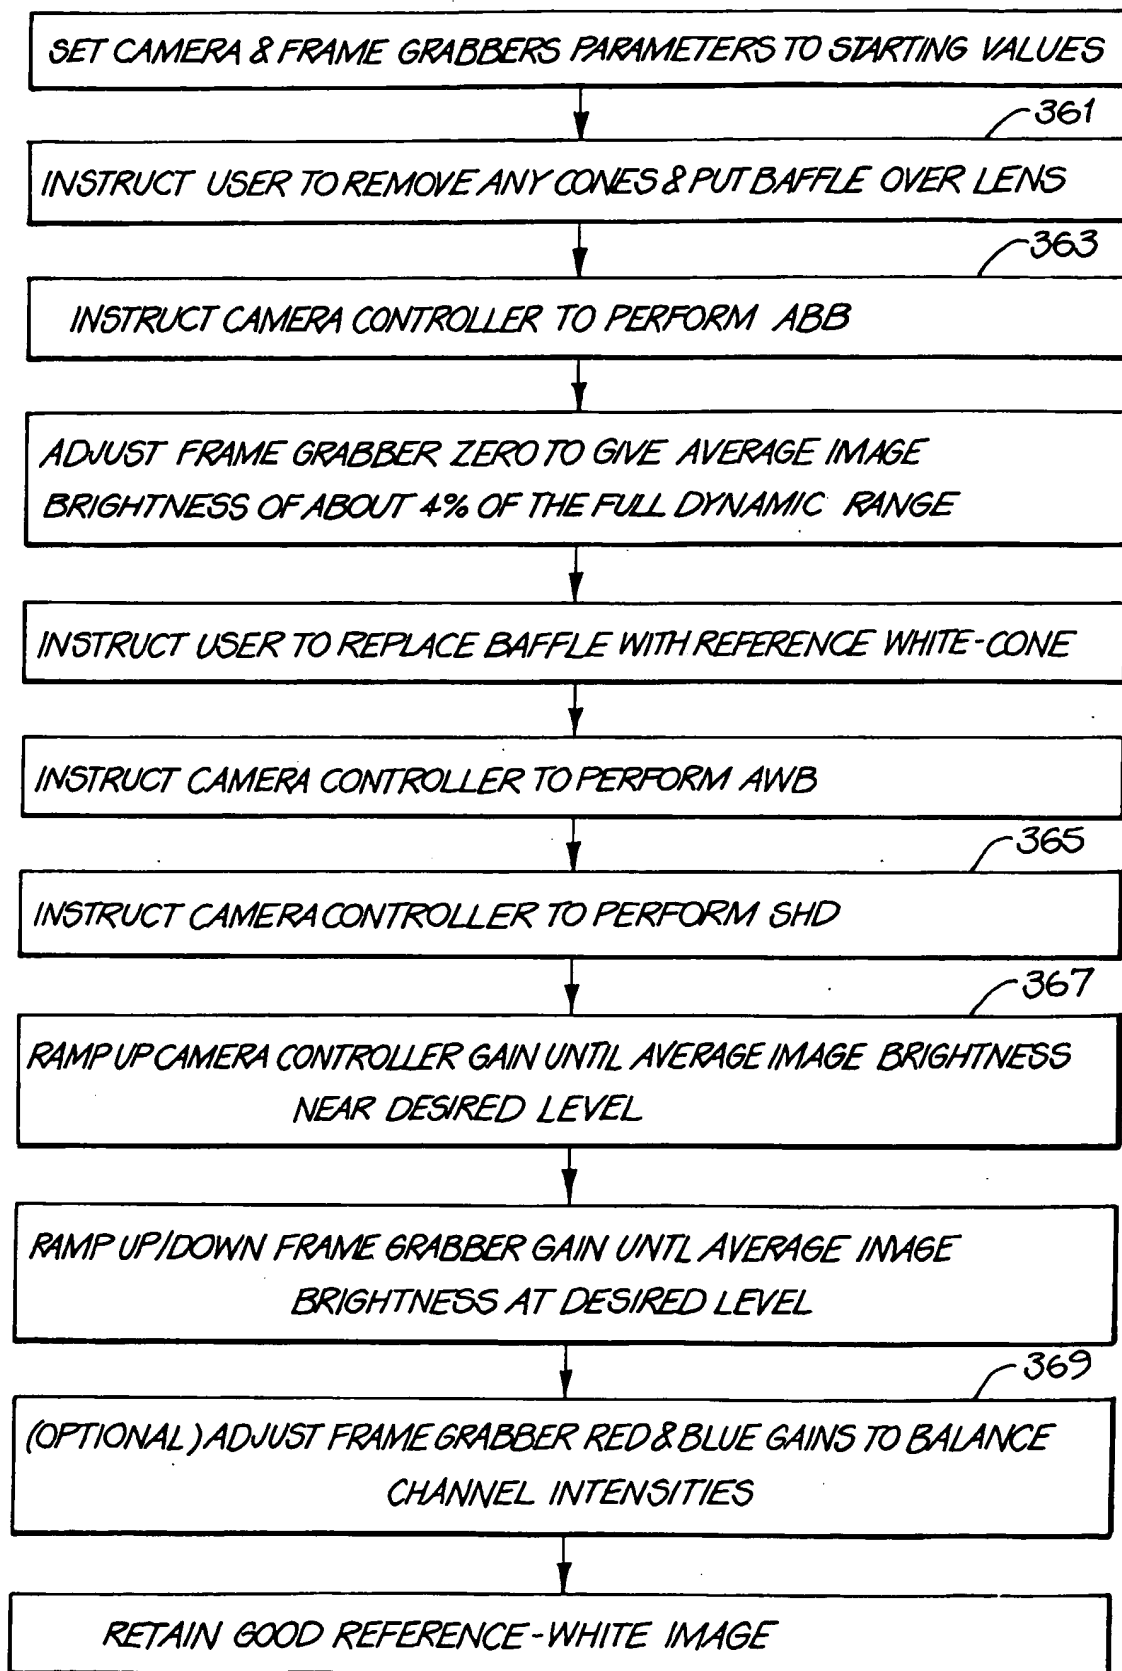 SET CAMERA & FRAME GRABBERS PARAMETERS TO STARTING VALUES
361
INSTRUCT USER TO REMOVE ANY CONES & PUT BAFFLE OVER LENS
363
INSTRUCT CAMERA CONTROLLER TO PERFORM ABB
ADJUST FRAME GRABBER ZERO TO GIVE AVERAGE IMAGE
BRIGHTNESS OF ABOUT 4% OF THE FULL DYNAMIC RANGE
INSTRUCT USER TO REPLACE BAFFLE WITH REFERENCE WHITE-CONE
INSTRUCT CAMERA CONTROLLER TO PERFORM AWB
365
INSTRUCT CAMERA CONTROLLER TO PERFORM SHD
367
RAMP UP CAMERA CONTROLLER GAIN UNTIL AVERAGE IMAGE BRIGHTNESS
NEAR DESIRED LEVEL
RAMP UP/DOWN FRAME GRABBER GAIN UNTL AVERAGE IMAGE
BRIGHTNESS AT DESIRED LEVEL
369
(OPTIONAL) ADJUST FRAME GRABBER RED & BLUE GAINS TO BALANCE
CHANNEL INTENSITIES
RETAIN GOOD REFERENCE-WHITE IMAGE